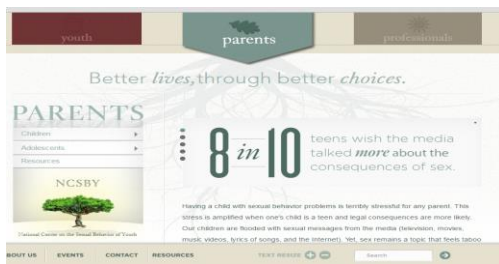 youth
parents
professionals
Better lives, through better choices.
PARENTS
Children
Adolescents
Resources
NCSBY
National Center on the Sexual Behavior of Youth
8 in 10
teens wish the media
talked more about the
consequences of sex.
Having a child with sexual behavior problems is terribly stressful for any parent. This
stress is amplified when one's child is a teen and legal consequences are more likely.
Our children are flooded with sexual messages from the media (television, movies,
music videos, lyrics of songs, and the Internet). Yet, sex remains a topic that feels taboo
ABOUT US EVENTS CONTACT RESOURCES TEXT RESIZE Search